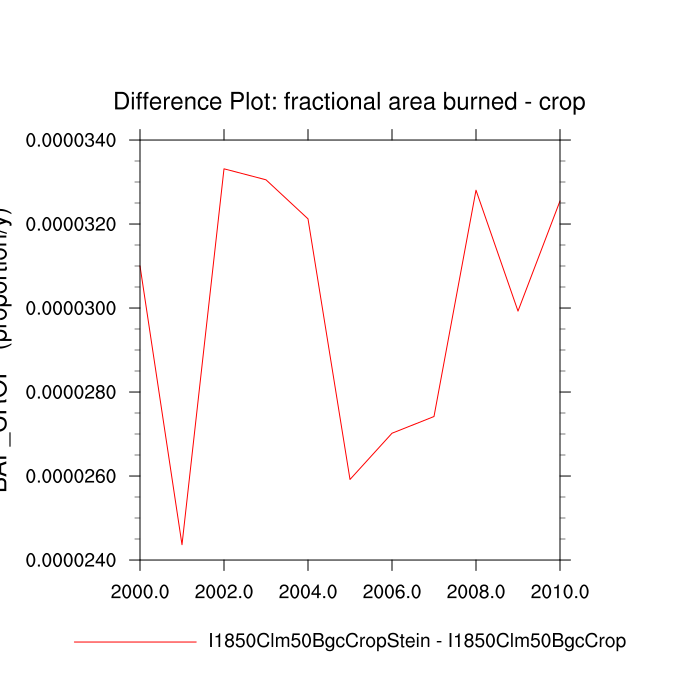 Difference Plot: fractional area burned - crop
0.0000340
0.0000320
0.0000300
0.0000280
0.0000260
0.0000240
(proportion/y)
2000.0 2002.0 2004.0 2006.0 2008.0 2010.0
I1850Clm50BgcCropStein - I1850Clm50BgcCrop